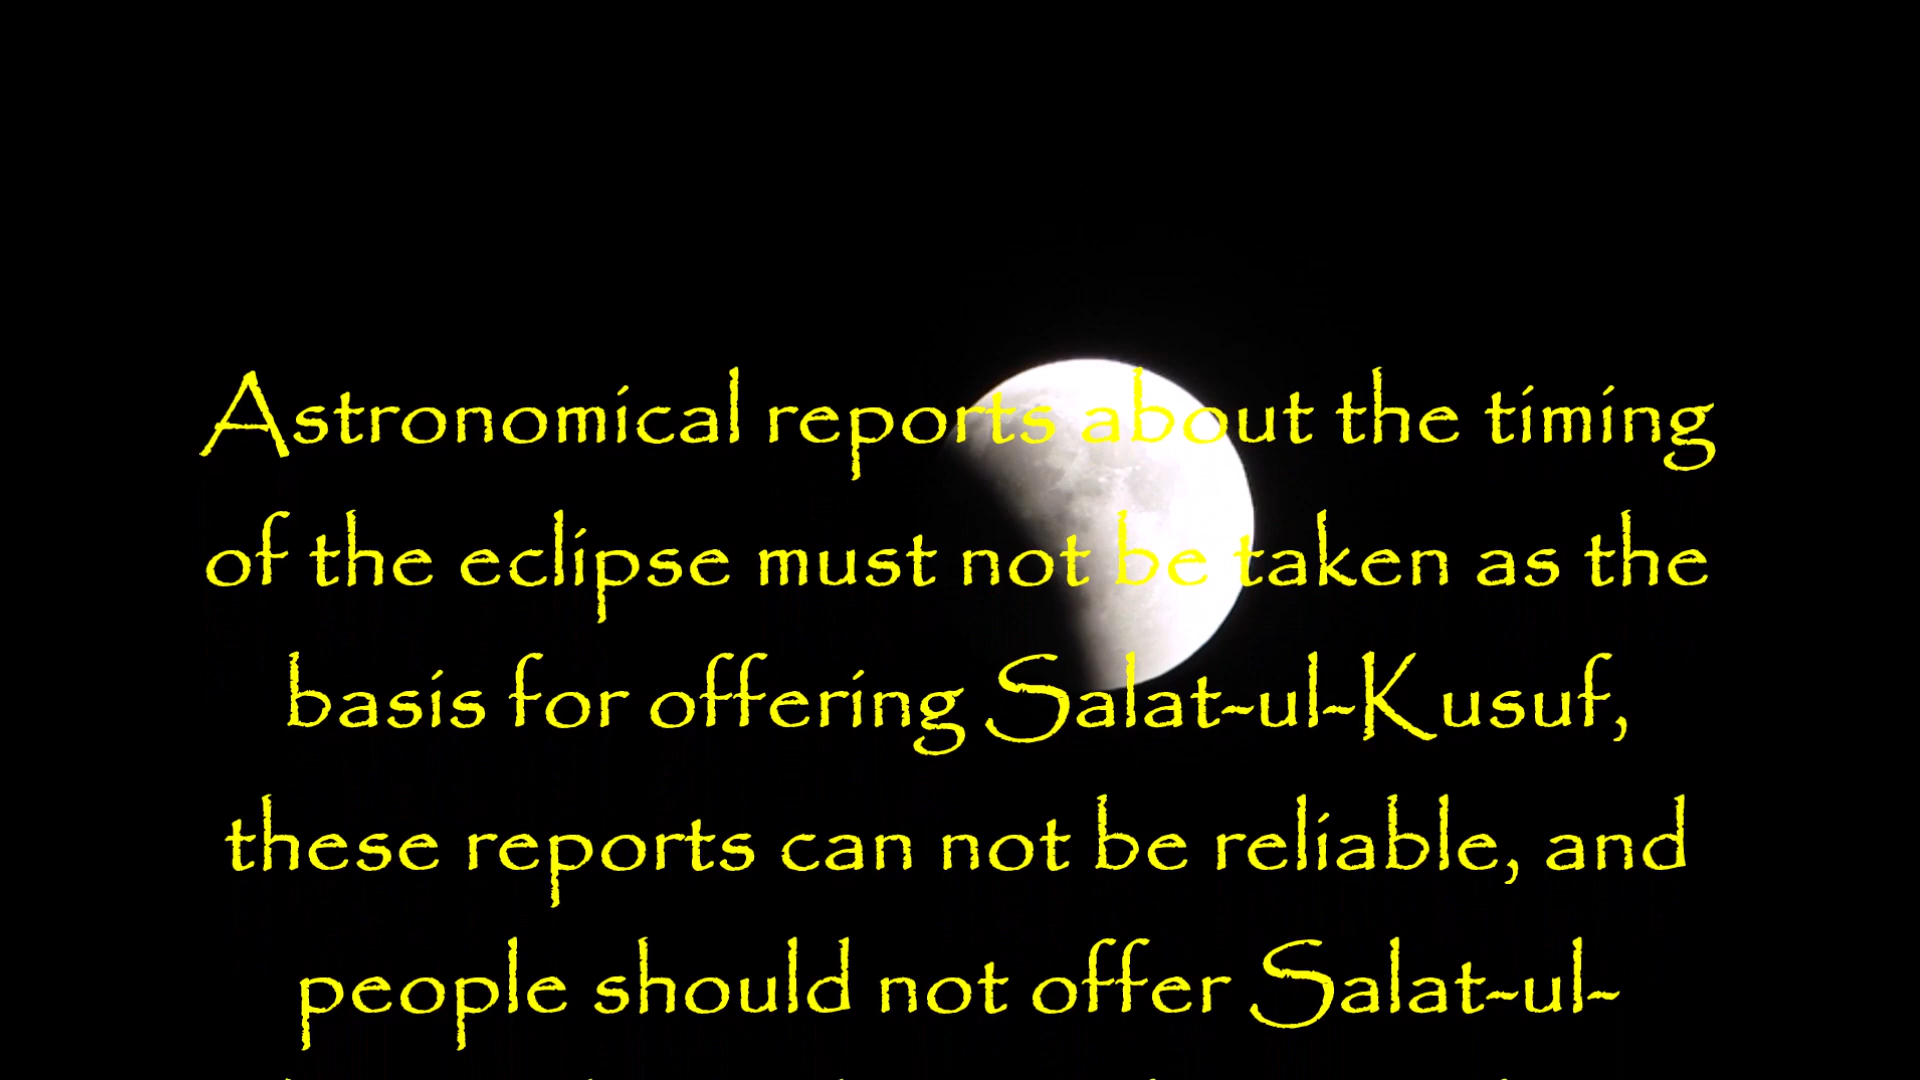 Astronomical reports about the timing
of the eclipse must not be taken as the
basis for offering Salat-ul-Kusuf,
these reports can not be reliable, and
people should not offer Salat-ul-